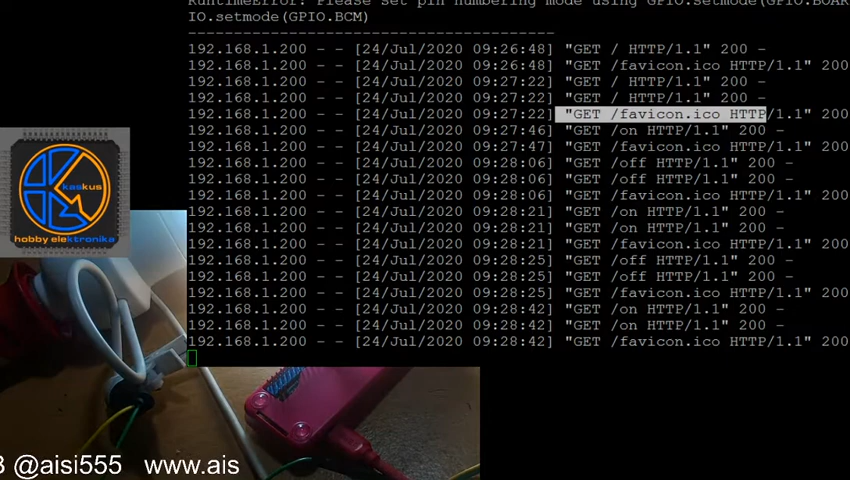 RuntimeError: Please set pin numbering mode using GPIO.setmode(GPIO.BOAR
IO.setmode(GPIO.BCM)
----------------------------------------
192.168.1.200 - - [24/Jul/2020 09:26:48] "GET / HTTP/1.1" 200 -
192.168.1.200 - - [24/Jul/2020 09:26:48] "GET /favicon.ico HTTP/1.1" 200
192.168.1.200 - - [24/Jul/2020 09:27:22] "GET / HTTP/1.1" 200 -
192.168.1.200 - - [24/Jul/2020 09:27:22] "GET / HTTP/1.1" 200 -
192.168.1.200 - - [24/Jul/2020 09:27:22] "GET /favicon.ico HTTP/1.1" 200
192.168.1.200 - - [24/Jul/2020 09:27:46] "GET /on HTTP/1.1" 200 -
192.168.1.200 - - [24/Jul/2020 09:27:47] "GET /favicon.ico HTTP/1.1" 200
192.168.1.200 - - [24/Jul/2020 09:28:06] "GET /off HTTP/1.1" 200 -
192.168.1.200 - - [24/Jul/2020 09:28:06] "GET /off HTTP/1.1" 200 -
192.168.1.200 - - [24/Jul/2020 09:28:06] "GET /favicon.ico HTTP/1.1" 200
192.168.1.200 - - [24/Jul/2020 09:28:21] "GET /on HTTP/1.1" 200 -
192.168.1.200 - - [24/Jul/2020 09:28:21] "GET /on HTTP/1.1" 200 -
192.168.1.200 - - [24/Jul/2020 09:28:21] "GET /favicon.ico HTTP/1.1" 200
192.168.1.200 - - [24/Jul/2020 09:28:25] "GET /off HTTP/1.1" 200 -
192.168.1.200 - - [24/Jul/2020 09:28:25] "GET /off HTTP/1.1" 200 -
192.168.1.200 - - [24/Jul/2020 09:28:25] "GET /favicon.ico HTTP/1.1" 200
192.168.1.200 - - [24/Jul/2020 09:28:42] "GET /on HTTP/1.1" 200 -
192.168.1.200 - - [24/Jul/2020 09:28:42] "GET /on HTTP/1.1" 200 -
192.168.1.200 - - [24/Jul/2020 09:28:42] "GET /favicon.ico HTTP/1.1" 200
kaskus
hobby elektronika
@aisi555 www.ais